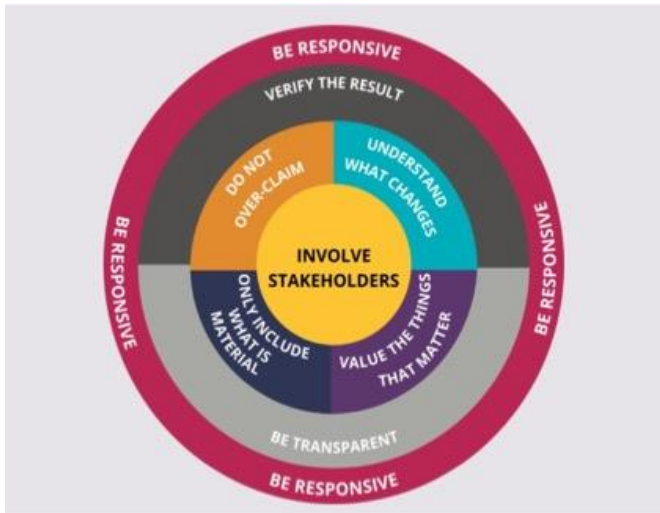 BE RESPONSIVE
VERIFY THE RESULT
DO NOT
OVER-CLAIM
UNDERSTAND
WHAT CHANGES
BE RESPONSIVE
INVOLVE
STAKEHOLDERS
BE RESPONSIVE
ONLY INCLUDE
WHAT IS
MATERIAL
VALUE THE THINGS
THAT MATTER
BE TRANSPARENT
BE RESPONSIVE